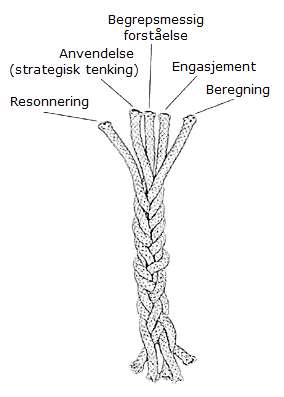 Begrepsmessig
forståelse
Anvendelse
(strategisk tenking)
Engasjement
Resonnering
Beregning